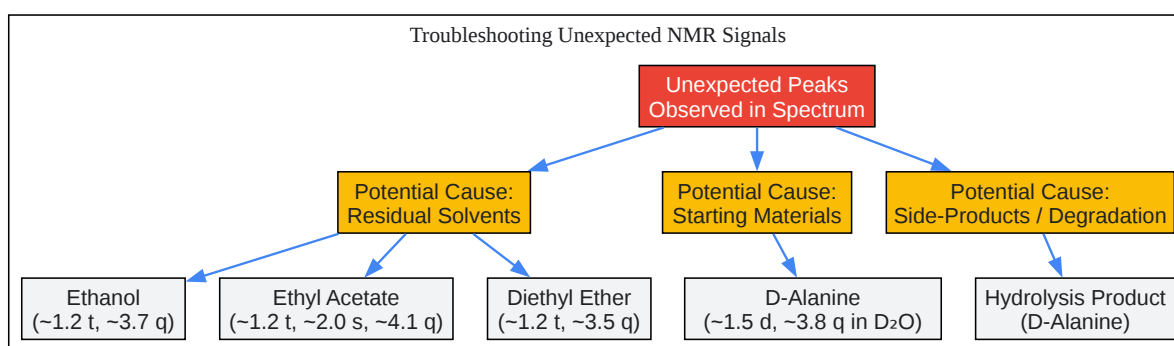 Troubleshooting Unexpected NMR Signals
Unexpected Peaks
Observed in Spectrum
Potential Cause:
Residual Solvents
Potential Cause:
Starting Materials
Potential Cause:
Side-Products / Degradation
Ethanol
(~1.2 t, ~3.7 q)
Ethyl Acetate
(~1.2 t, ~2.0 s, ~4.1 q)
Diethyl Ether
(~1.2 t, ~3.5 q)
D-Alanine
(~1.5 d, ~3.8 q in D₂O)
Hydrolysis Product
(D-Alanine)